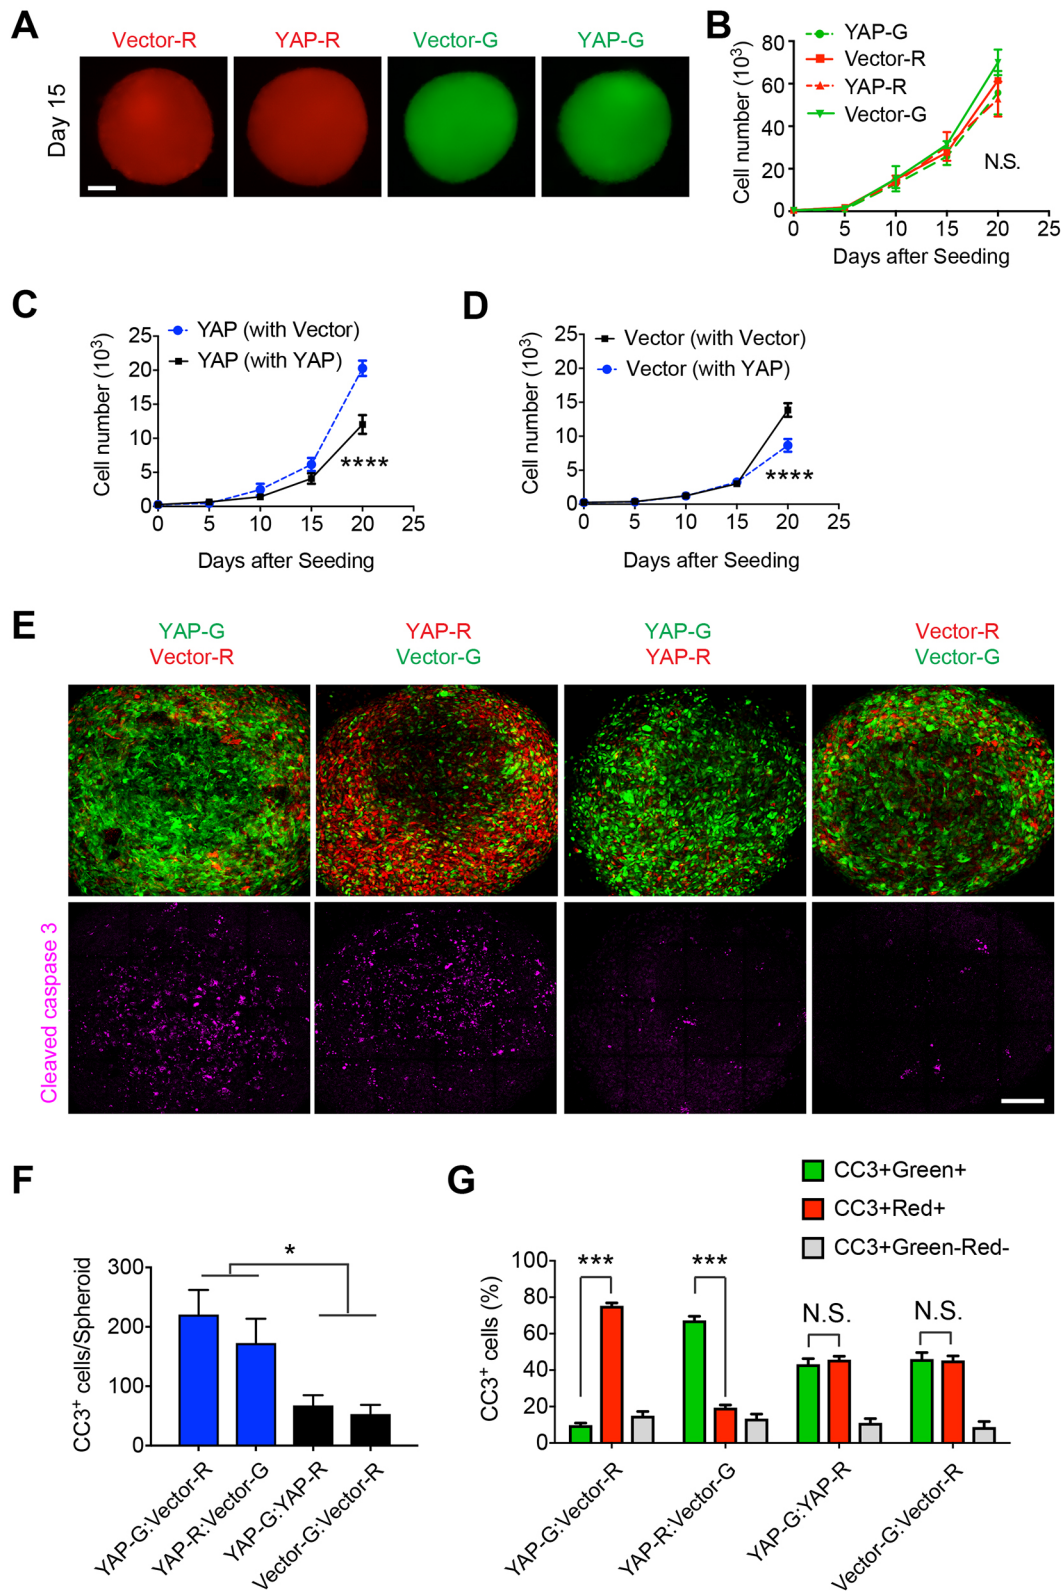 A
Vector-R YAP-R Vector-G YAP-G
Day 15
B
YAP-G
Vector-R
YAP-R
Vector-G
Cell number (10³)
80
60
40
20
0
N.S.
0 5 10 15 20 25
Days after Seeding
C
YAP (with Vector)
YAP (with YAP)
Cell number (10³)
25
20
15
10
5
0
****
0 5 10 15 20 25
Days after Seeding
D
Vector (with Vector)
Vector (with YAP)
Cell number (10³)
25
20
15
10
5
0
****
0 5 10 15 20 25
Days after Seeding
E
YAP-G YAP-R YAP-G Vector-R
Vector-R Vector-G YAP-R Vector-G
Cleaved caspase 3
F
CC3⁺ cells/Spheroid
300
200
100
0
*
YAP-G:Vector-R
YAP-R:Vector-G
YAP-G:YAP-R
Vector-G:Vector-R
G
CC3+Green+
CC3+Red+
CC3+Green-Red-
CC3⁺ cells (%)
100
80
60
40
20
0
*** *** N.S. N.S.
YAP-G:Vector-R
YAP-R:Vector-G
YAP-G:YAP-R
Vector-G:Vector-R